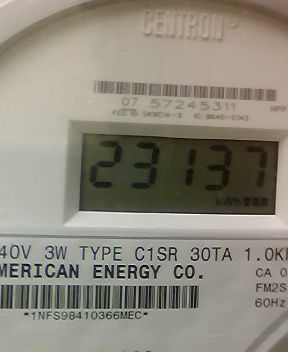 CENTRON®
07 57245311
23137
kWh
40V 3W TYPE C1SR 30TA 1.0K
MERICAN ENERGY CO. CA 0
FM2S
*1NFS98410366MEC* 60Hz